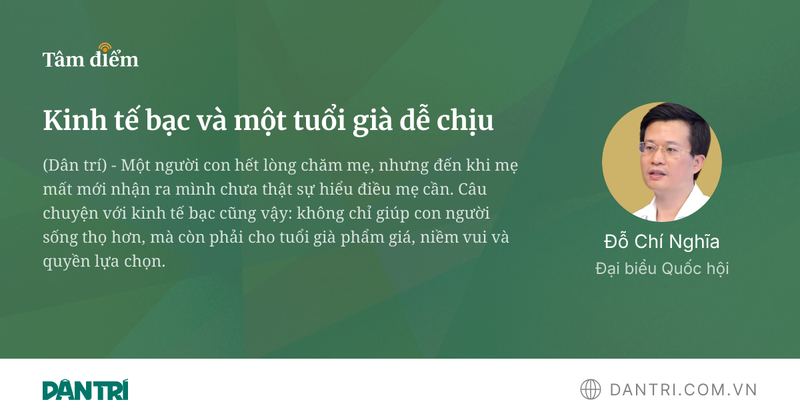 Tâm điểm
Kinh tế bạc và một tuổi già dễ chịu
(Dân trí) - Một người con hết lòng chăm mẹ, nhưng đến khi mẹ
mất mới nhận ra mình chưa thật sự hiểu điều mẹ cần. Câu
chuyện với kinh tế bạc cũng vậy: không chỉ giúp con người
sống thọ hơn, mà còn phải cho tuổi già phẩm giá, niềm vui và
quyền lựa chọn.
Đỗ Chí Nghĩa
Đại biểu Quốc hội
DÂN TRÍ
DANTRI.COM.VN